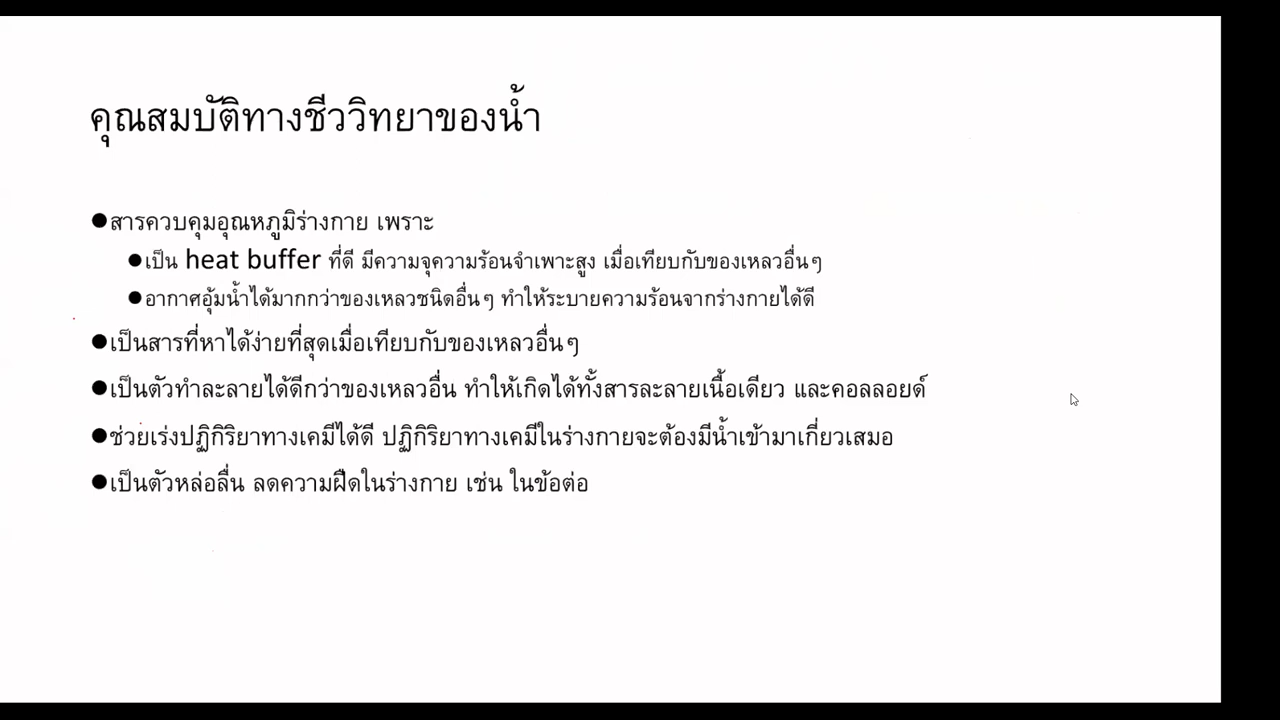 คุณสมบัติทางชีววิทยาของน้ำ
●สารควบคุมอุณหภูมิร่างกาย เพราะ
●เป็น heat buffer ที่ดี มีความจุความร้อนจำเพาะสูง เมื่อเทียบกับของเหลวอื่นๆ
●อากาศอุ้มน้ำได้มากกว่าของเหลวชนิดอื่นๆ ทำให้ระบายความร้อนจากร่างกายได้ดี
●เป็นสารที่หาได้ง่ายที่สุดเมื่อเทียบกับของเหลวอื่นๆ
●เป็นตัวทำละลายได้ดีกว่าของเหลวอื่น ทำให้เกิดได้ทั้งสารละลายเนื้อเดียว และคอลลอยด์
●ช่วยเร่งปฏิกิริยาทางเคมีได้ดี ปฏิกิริยาทางเคมีในร่างกายจะต้องมีน้ำเข้ามาเกี่ยวเสมอ
●เป็นตัวหล่อลื่น ลดความฝืดในร่างกาย เช่น ในข้อต่อ